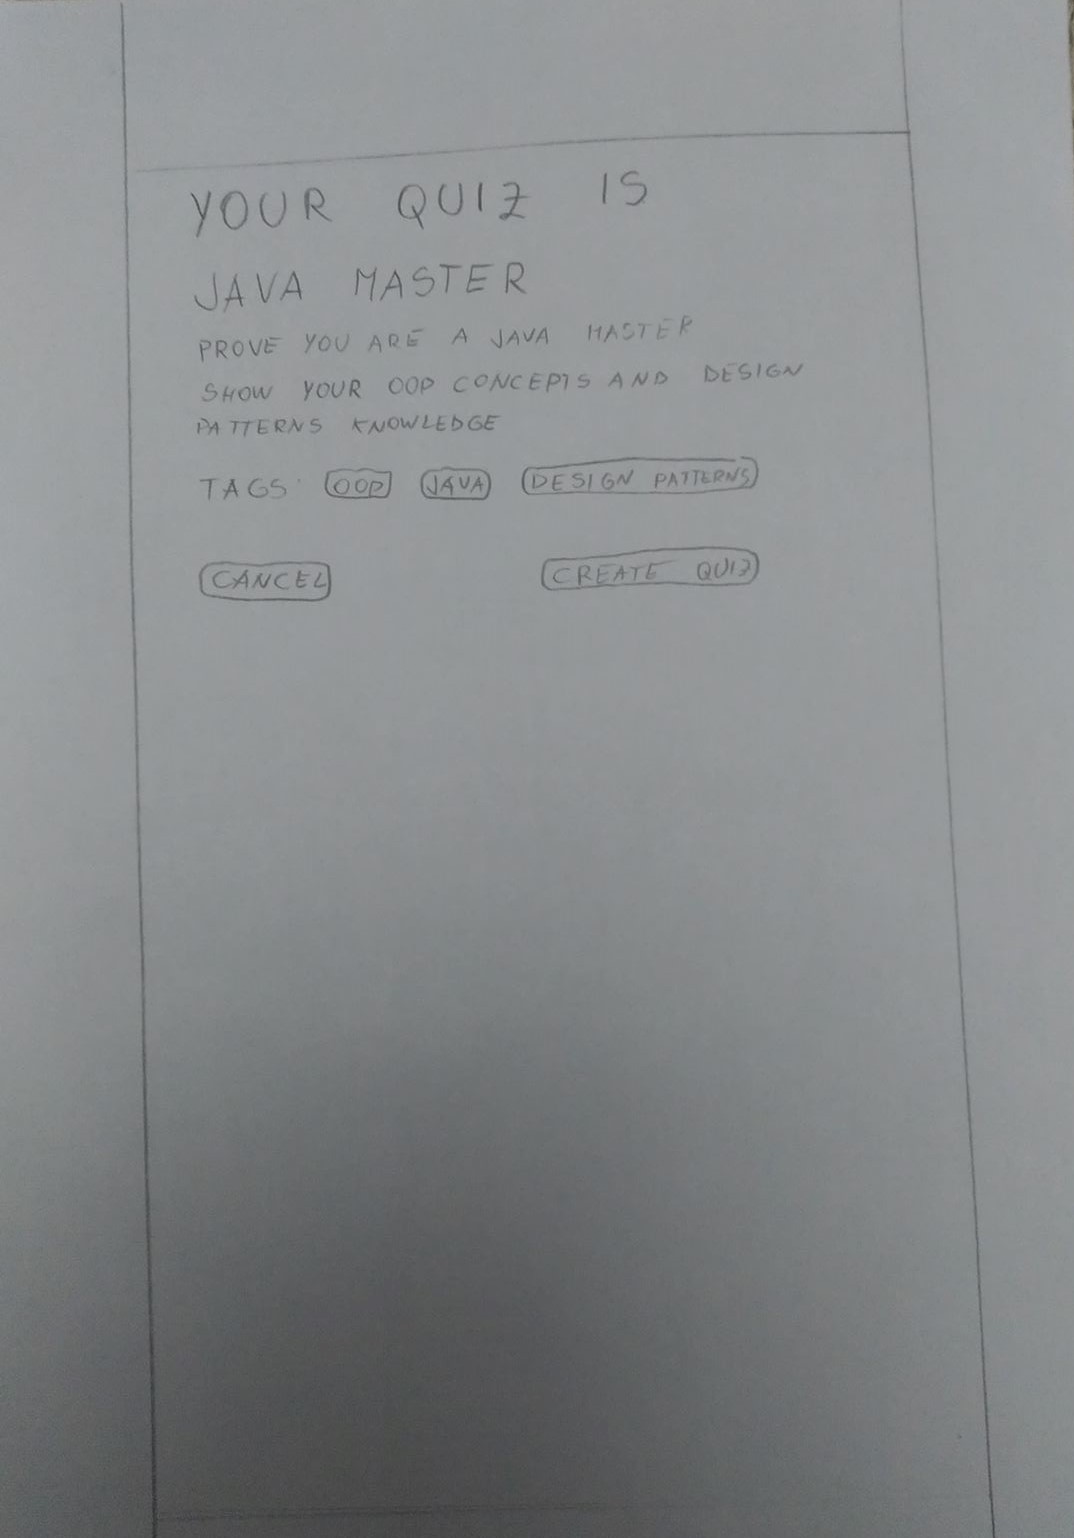 YOUR QUIZ IS
JAVA MASTER
PROVE YOU ARE A JAVA MASTER
SHOW YOUR OOP CONCEPTS AND DESIGN
PATTERNS KNOWLEDGE
TAGS OOP JAVA DESIGN PATTERNS
CANCEL CREATE QUIZ